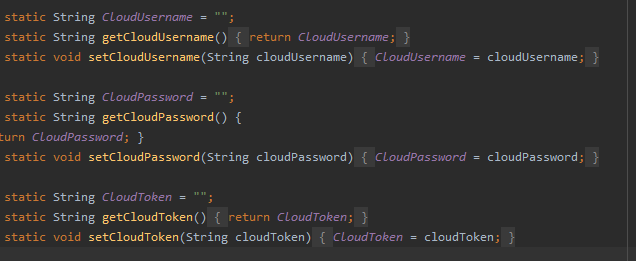 static String CloudUsername = "";
static String getCloudUsername() { return CloudUsername; }
static void setCloudUsername(String cloudUsername) { CloudUsername = cloudUsername; }
static String CloudPassword = "";
static String getCloudPassword() {
turn CloudPassword; }
static void setCloudPassword(String cloudPassword) { CloudPassword = cloudPassword; }
static String CloudToken = "";
static String getCloudToken() { return CloudToken; }
static void setCloudToken(String cloudToken) { CloudToken = cloudToken; }